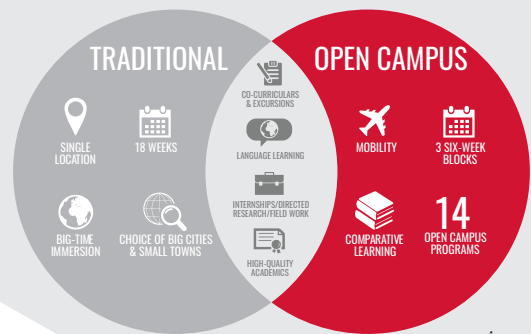 TRADITIONAL
SINGLE
LOCATION
18 WEEKS
BIG-TIME
IMMERSION
CHOICE OF BIG CITIES
& SMALL TOWNS
CO-CURRICULARS
& EXCURSIONS
LANGUAGE LEARNING
INTERNSHIPS/DIRECTED
RESEARCH/FIELD WORK
HIGH-QUALITY
ACADEMICS
OPEN CAMPUS
MOBILITY
3 SIX-WEEK
BLOCKS
COMPARATIVE
LEARNING
14
OPEN CAMPUS
PROGRAMS